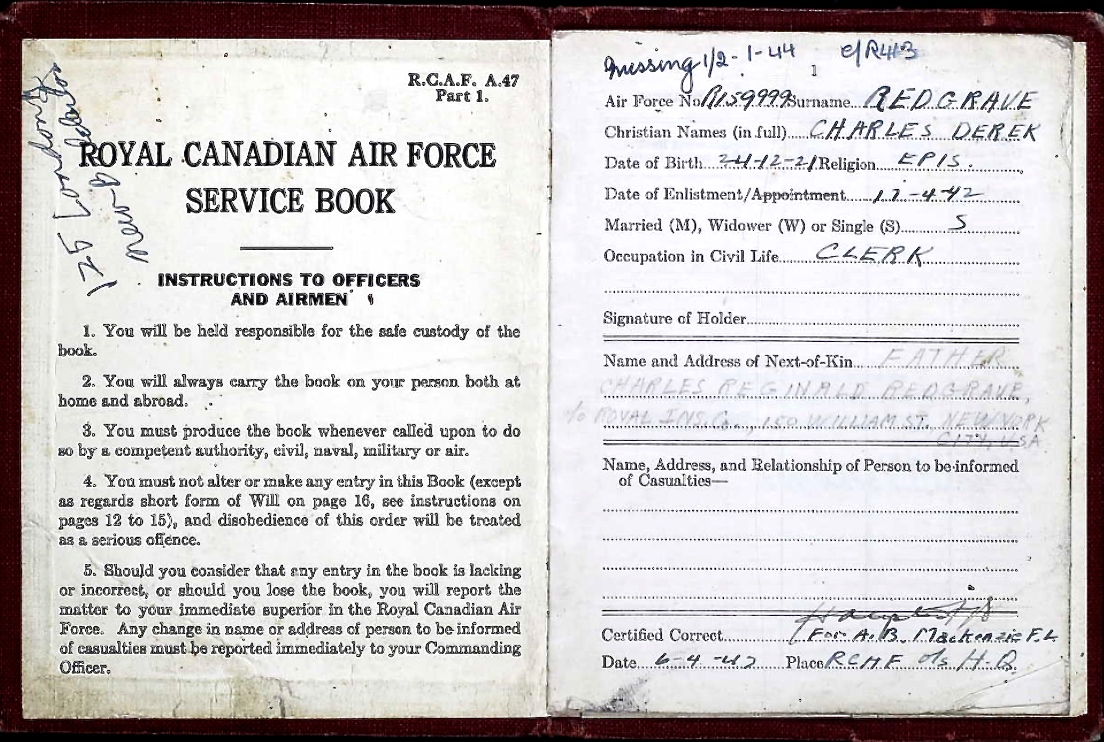 R.C.A.F. A.47
Part 1.
125 London
ROYAL CANADIAN AIR FORCE
SERVICE BOOK
INSTRUCTIONS TO OFFICERS
AND AIRMEN
1. You will be held responsible for the safe custody of the
book.
2. You will always carry the book on your person both at
home and abroad.
3. You must produce the book whenever called upon to do
so by a competent authority, civil, naval, military or air.
4. You must not alter or make any entry in this Book (except
as regards short form of Will on page 16, see instructions on
pages 12 to 15), and disobedience of this order will be treated
as a serious offence.
5. Should you consider that any entry in the book is lacking
or incorrect, or should you lose the book, you will report the
matter to your immediate superior in the Royal Canadian Air
Force. Any change in name or address of person to be informed
of casualties must be reported immediately to your Commanding
Officer.
Missing 1/2-1-44 c/R413
1
Air Force No R159999 Surname REDGRAVE
Christian Names (in full) CHARLES DEREK
Date of Birth 24-12-21 Religion EPIS.
Date of Enlistment/Appointment 17-4-42
Married (M), Widower (W) or Single (S) S
Occupation in Civil Life CLERK
Signature of Holder
Name and Address of Next-of-Kin FATHER
CHARLES REGINALD REDGRAVE,
c/o ROYAL INS. Co., 150 WILLIAM ST, NEW YORK
CITY, USA
Name, Address, and Relationship of Person to be informed
of Casualties—
Certified Correct For A. B. Mackenzie F.L
Date 6-4-43 Place RCAF o/s H-Q